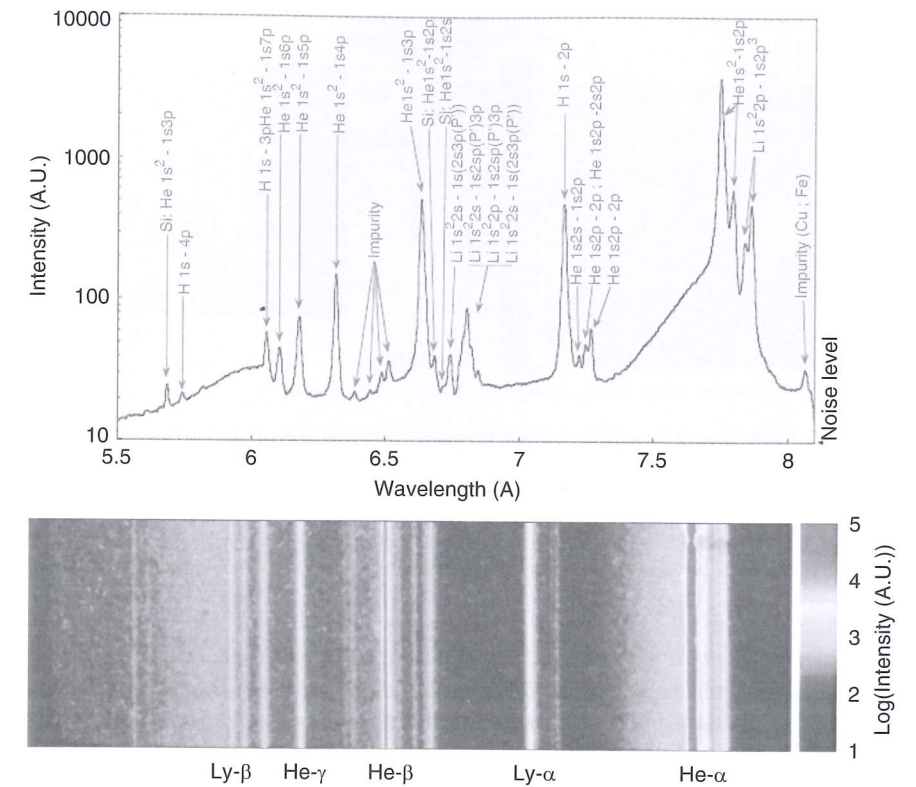 10000
1000
100
10
Intensity (A.U.)
Si: He 1s² - 1s3p
H 1s - 4p
H 1s - 3pHe 1s² - 1s7p
He 1s² - 1s6p
He 1s² - 1s5p
He 1s² - 1s4p
Impurity
He1s² - 1s3p
Si: He1s²-1s2p
Si: He1s²-1s2s
Li 1s²2s - 1s(2s3p(P'))
Li 1s²2s - 1s2sp(P')3p
Li 1s²2p - 1s2sp(P')3p
Li 1s²2s - 1s(2s3p(P'))
H 1s - 2p
He 1s2s - 1s2p
He 1s2p - 2p ; He 1s2p -2s2p
He 1s2p - 2p
He 1s²-1s2p
Li 1s²2p - 1s2p³
Impurity (Cu ; Fe)
Noise level
5.5 6 6.5 7 7.5 8
Wavelength (A)
5
4
3
2
1
Log(Intensity (A.U.))
Ly-β He-γ He-β Ly-α He-α